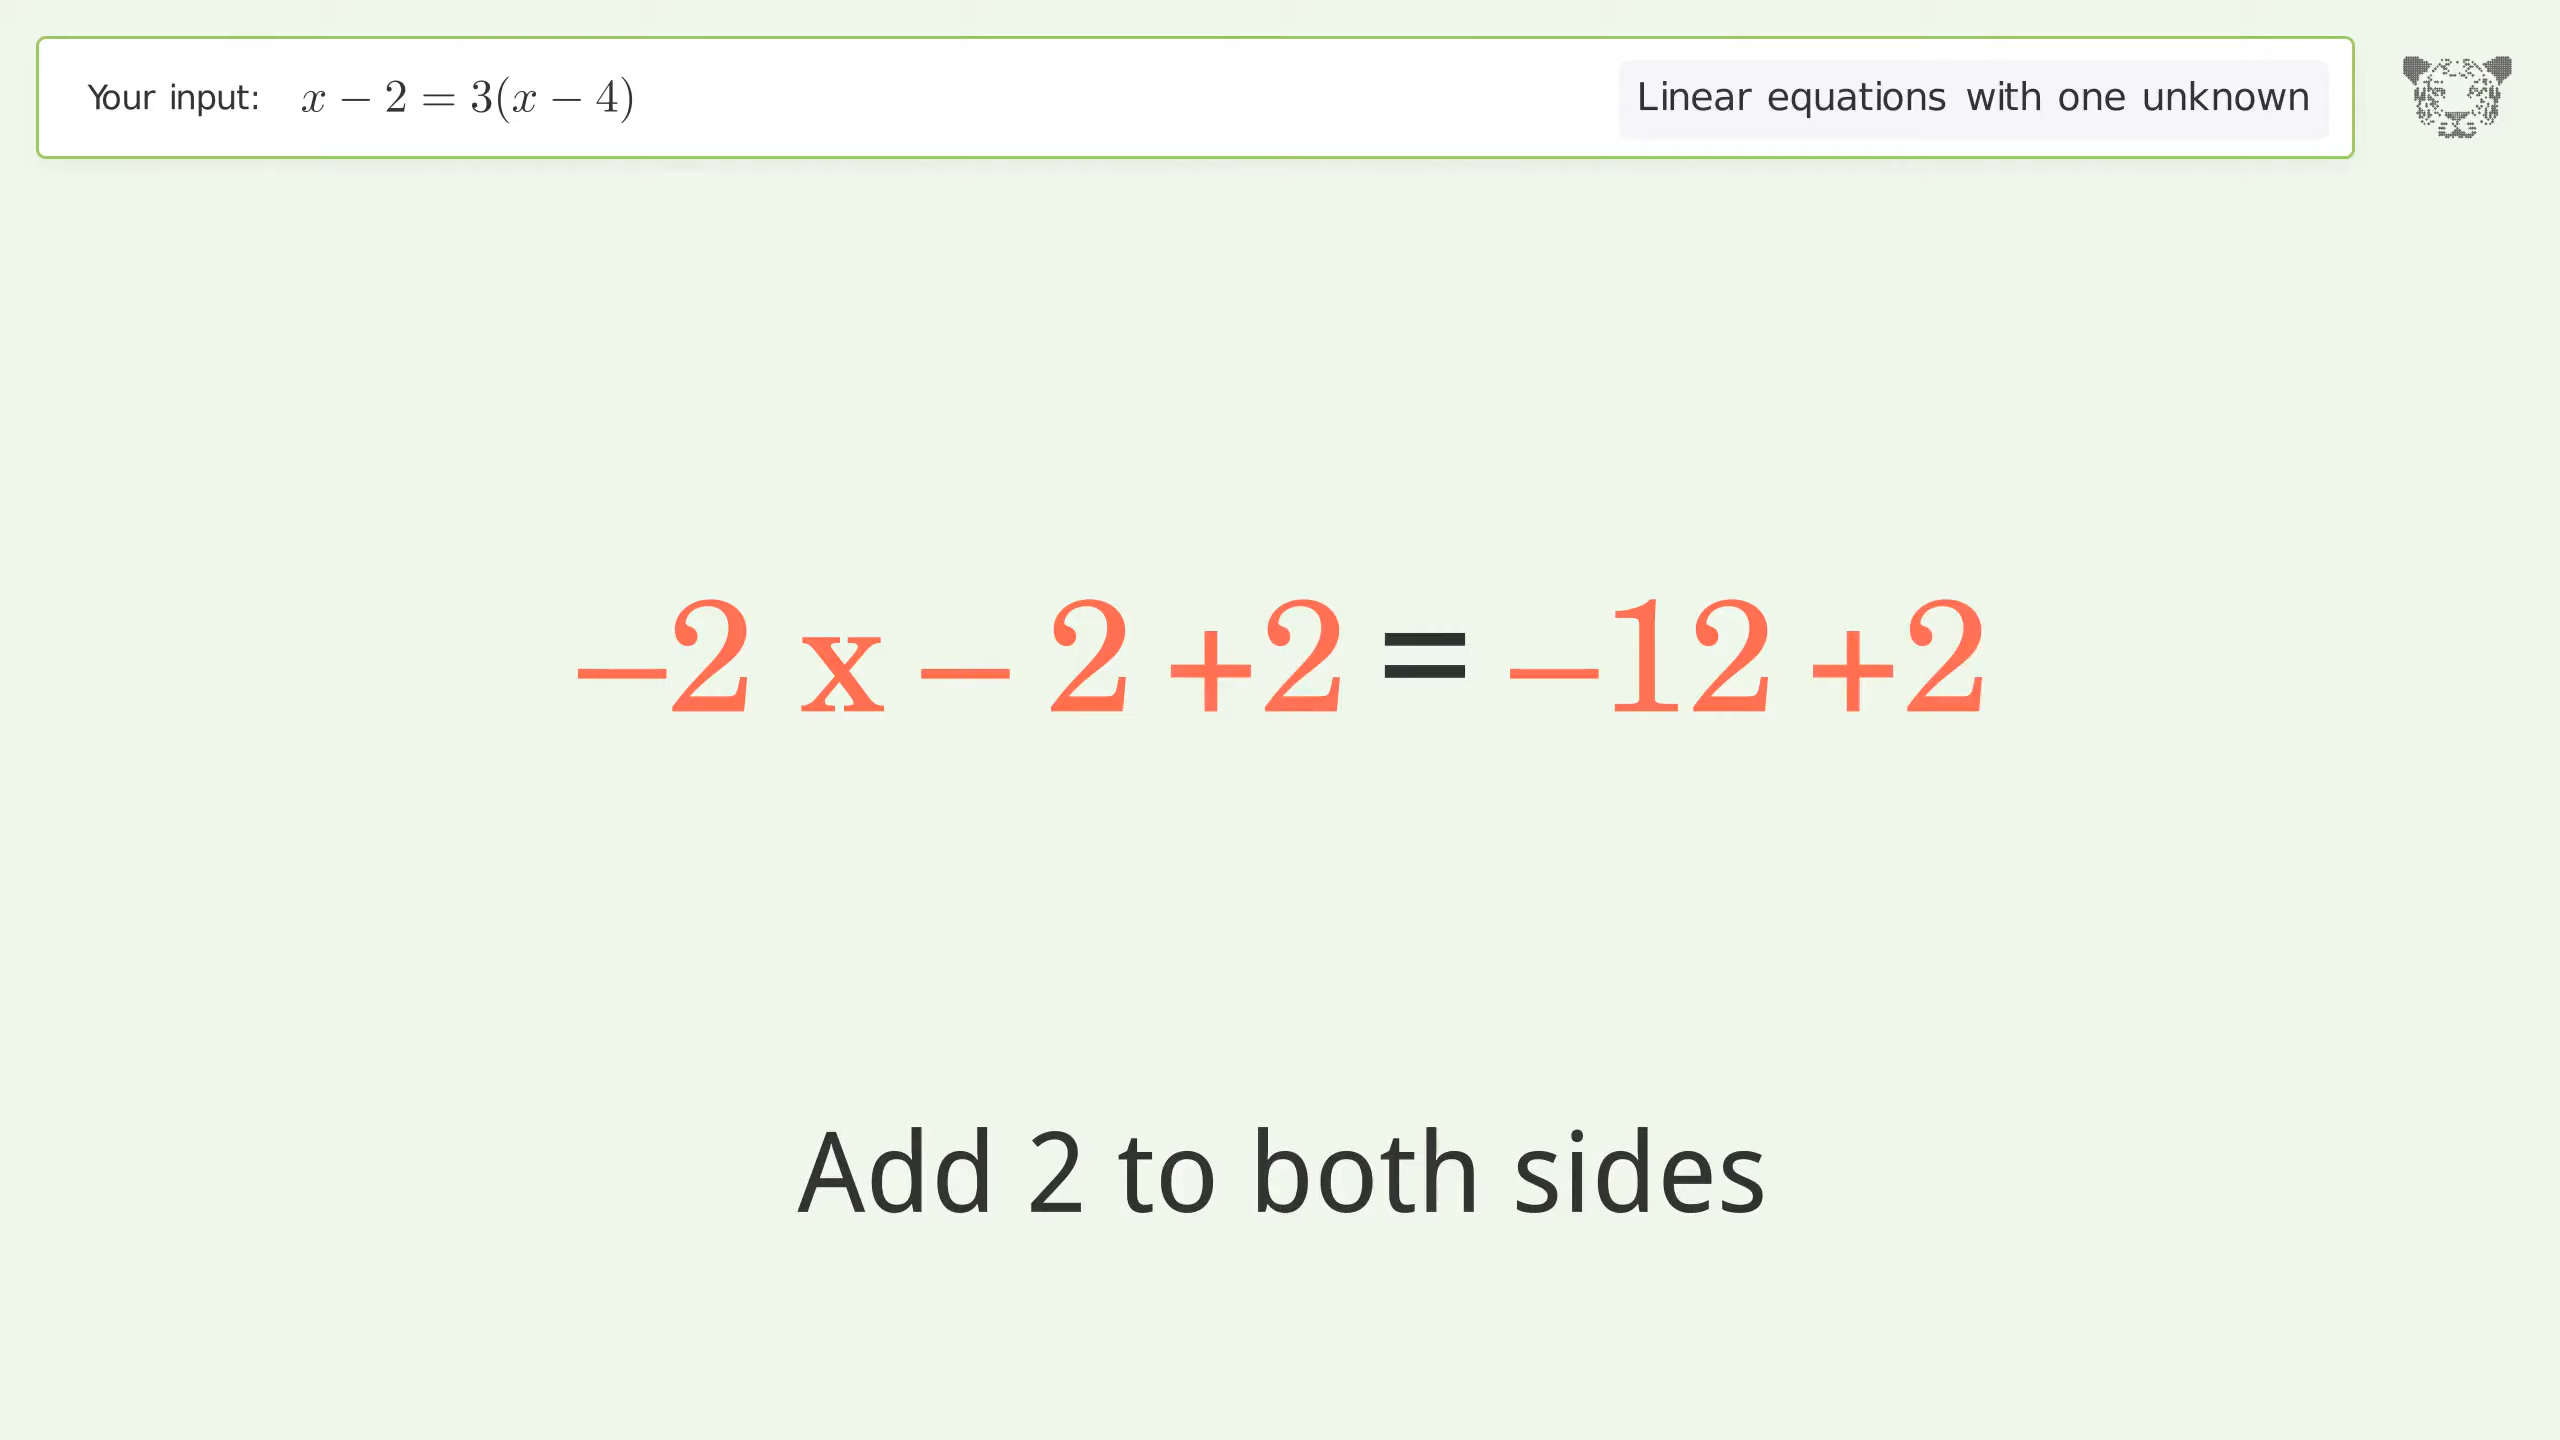 Your input: x − 2 = 3(x − 4)
Linear equations with one unknown
−2 x − 2 +2 = −12 +2
Add 2 to both sides